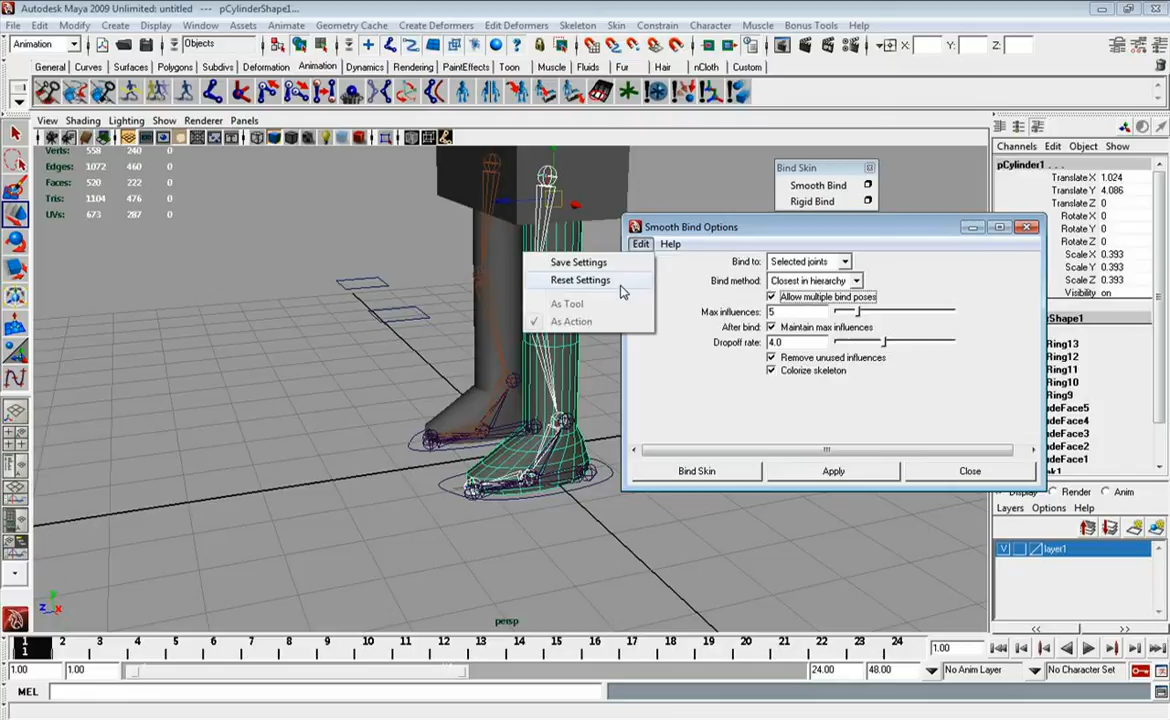 Autodesk Maya 2009 Unlimited: untitled --- pCylinderShape1...
File Edit Modify Create Display Window Assets Animate Geometry Cache Create Deformers Edit Deformers Skeleton Skin Constrain Character Muscle Bonus Tools Help
Animation Objects X: Y: Z:
General Curves Surfaces Polygons Subdivs Deformation Animation Dynamics Rendering PaintEffects Toon Muscle Fluids Fur Hair nCloth Custom
View Shading Lighting Show Renderer Panels
Channels Edit Object Show
Verts: 558 240 0
Edges: 1072 460 0
Faces: 520 222 0
Tris: 1104 476 0
UVs: 673 287 0
Bind Skin
Smooth Bind
Rigid Bind
pCylinder1 . . .
Translate X 1.024
Translate Y 4.086
Translate Z 0
Rotate X 0
Rotate Y 0
Rotate Z 0
Scale X 0.393
Scale Y 0.393
Scale Z 0.393
Visibility on
Smooth Bind Options
Edit Help
Save Settings
Reset Settings
As Tool
As Action
Bind to: Selected joints
Bind method: Closest in hierarchy
Allow multiple bind poses
Max influences: 5
After bind: Maintain max influences
Dropoff rate: 4.0
Remove unused influences
Colorize skeleton
Bind Skin Apply Close
Shape1
Ring13
Ring12
Ring11
Ring10
Ring9
udeFace5
udeFace4
udeFace3
udeFace2
udeFace1
Render Anim
Layers Options Help
V layer1
persp
1 2 3 4 5 6 7 8 9 10 11 12 13 14 15 16 17 18 19 20 21 22 23 24
1
1.00
1.00 1.00 24.00 48.00 No Anim Layer No Character Set
MEL